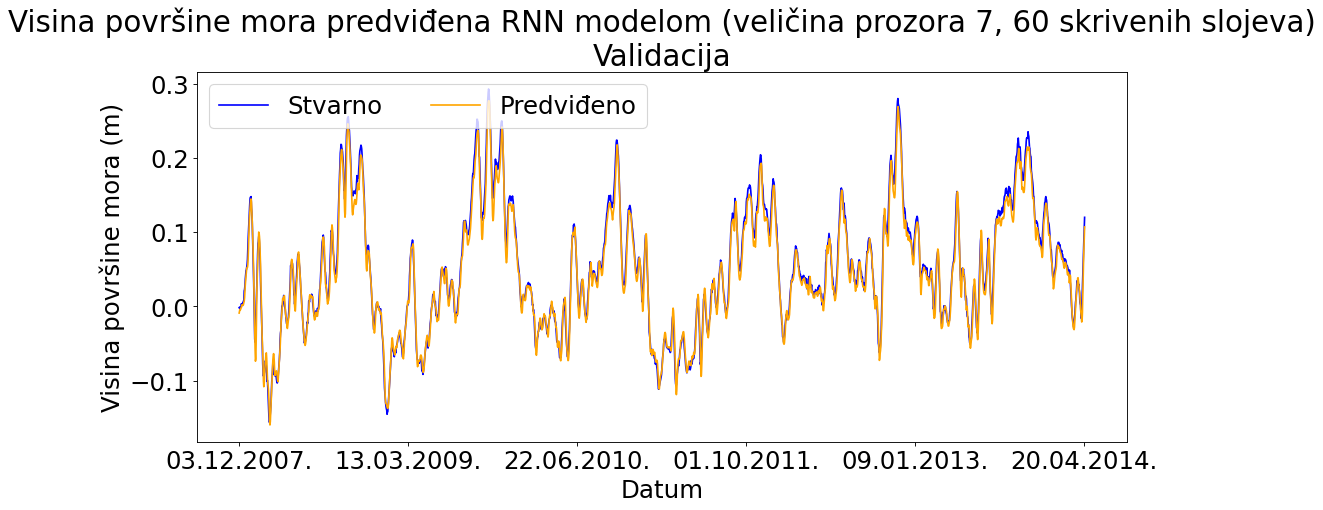 Visina površine mora predviđena RNN modelom (veličina prozora 7, 60 skrivenih slojeva)
Validacija
Stvarno Predviđeno
Visina površine mora (m)
0.3
0.2
0.1
0.0
−0.1
03.12.2007. 13.03.2009. 22.06.2010. 01.10.2011. 09.01.2013. 20.04.2014.
Datum